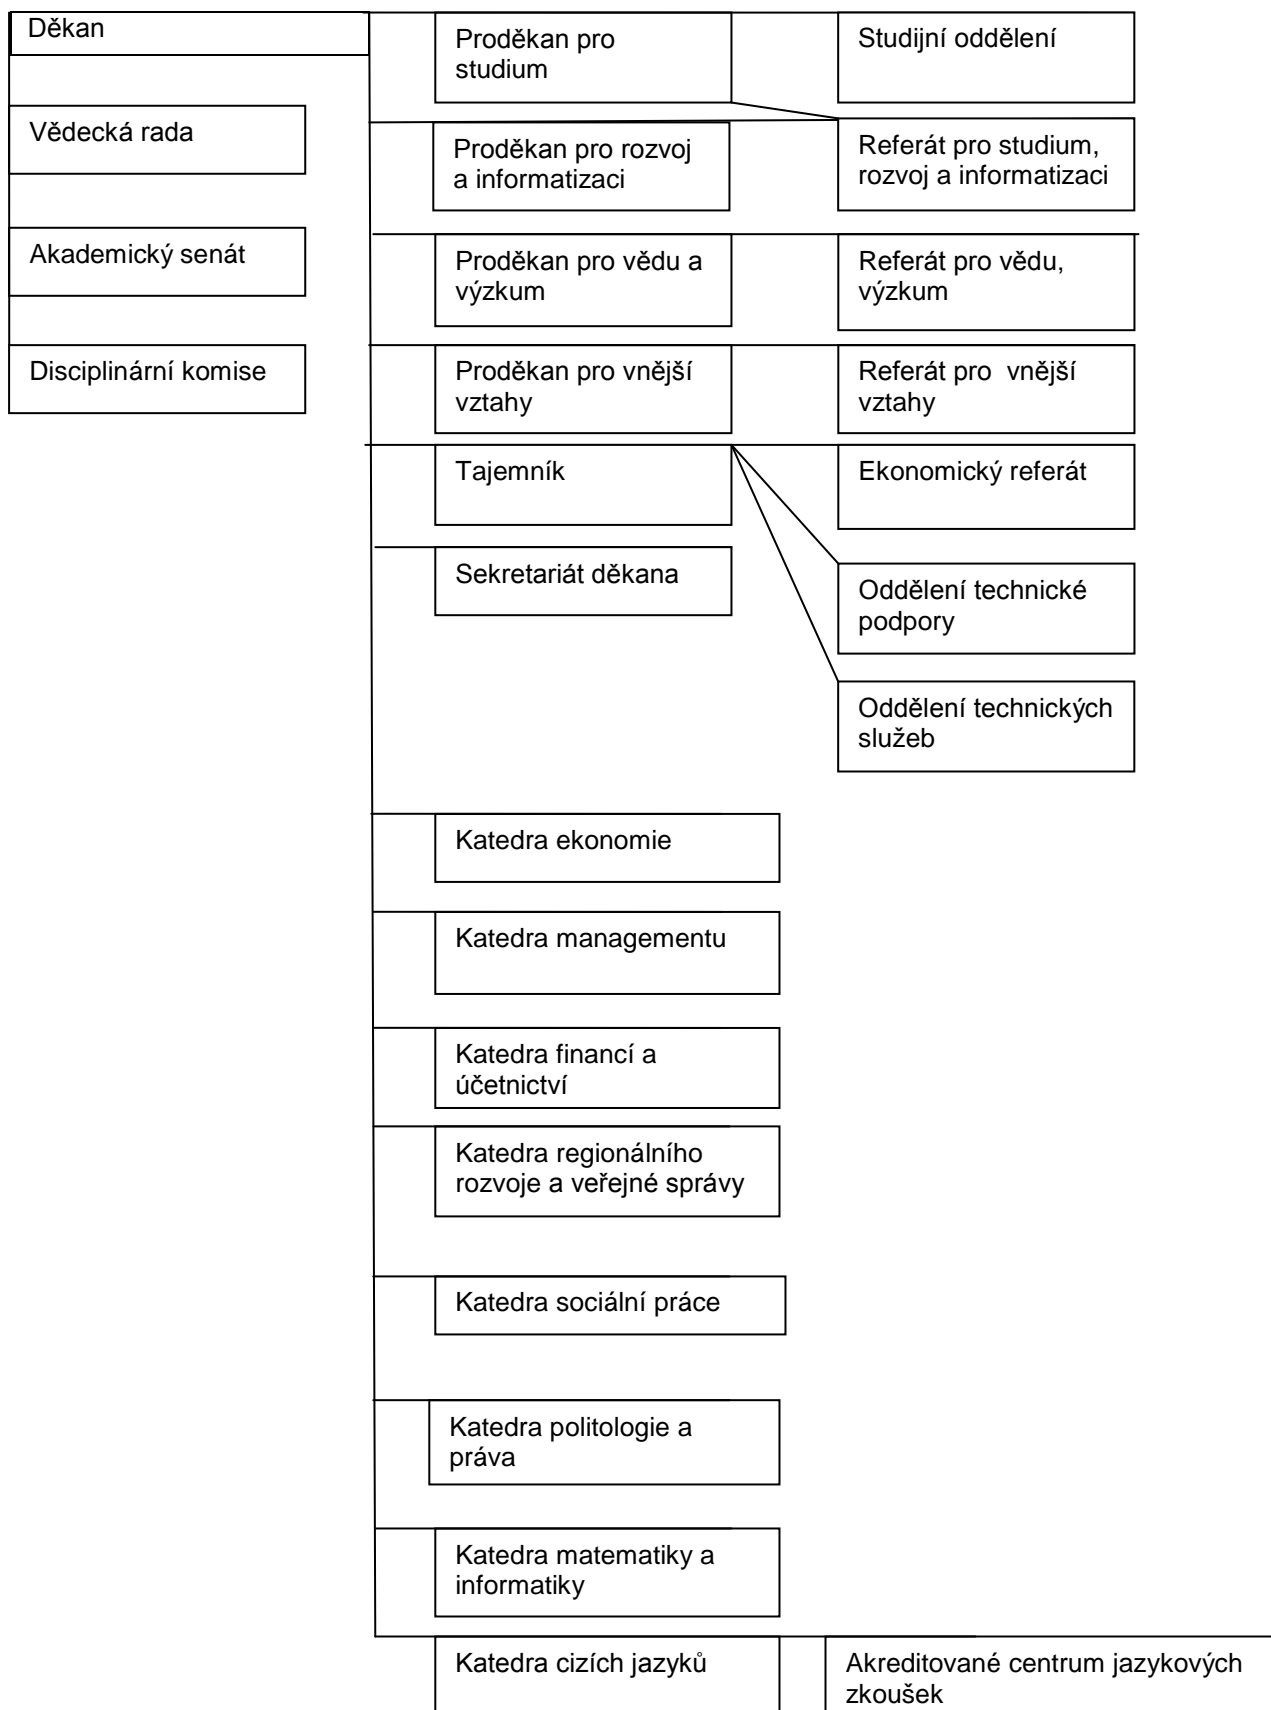 Děkan
Vědecká rada
Akademický senát
Disciplinární komise
Proděkan pro
studium
Studijní oddělení
Proděkan pro rozvoj
a informatizaci
Referát pro studium,
rozvoj a informatizaci
Proděkan pro vědu a
výzkum
Referát pro vědu,
výzkum
Proděkan pro vnější
vztahy
Referát pro  vnější
vztahy
Tajemník
Ekonomický referát
Sekretariát děkana
Oddělení technické
podpory
Oddělení technických
služeb
Katedra ekonomie
Katedra managementu
Katedra financí a
účetnictví
Katedra regionálního
rozvoje a veřejné správy
Katedra sociální práce
Katedra politologie a
práva
Katedra matematiky a
informatiky
Katedra cizích jazyků
Akreditované centrum jazykových
zkoušek